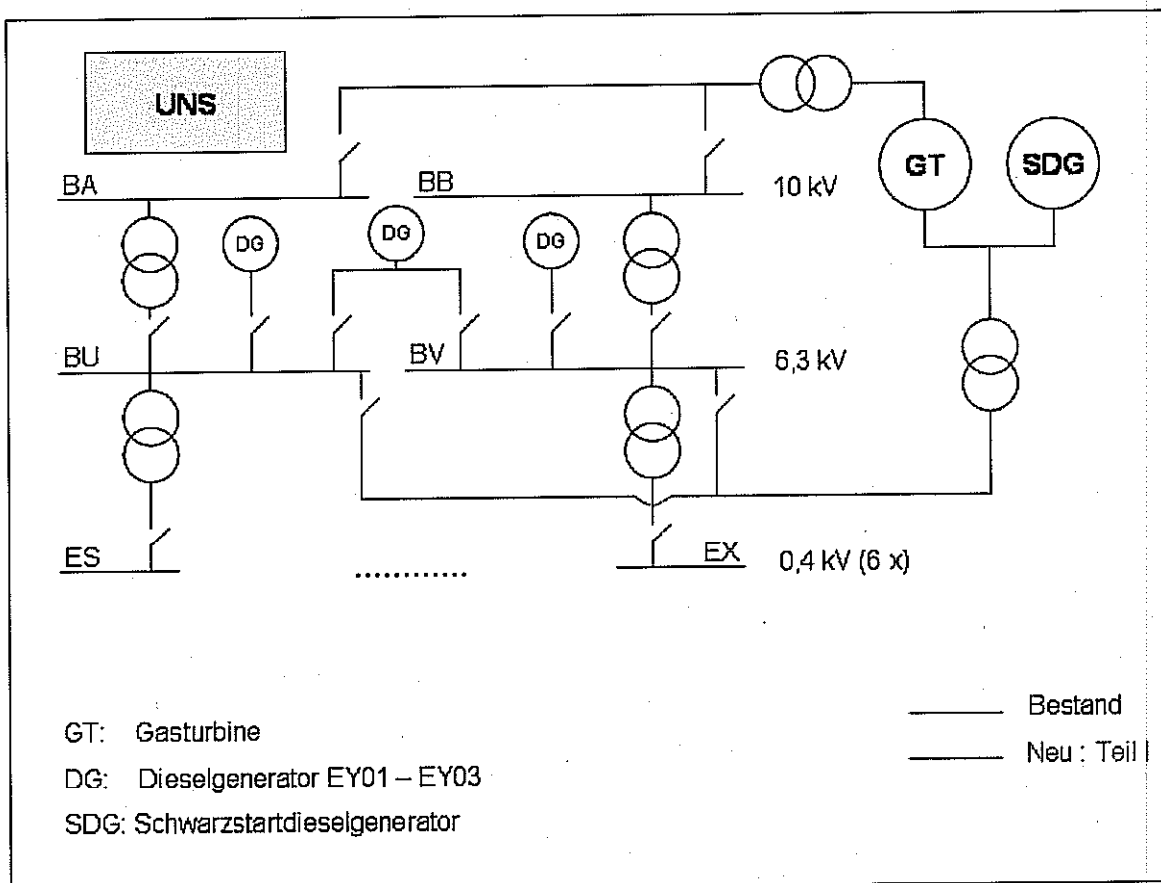 UNS
GT
SDG
BA
BB
10 kV
DG
DG
DG
BU
BV
6,3 kV
ES
EX
0,4 kV (6 x)
GT: Gasturbine
DG: Dieselgenerator EY01 – EY03
SDG: Schwarzstartdieselgenerator
Bestand
Neu : Teil I